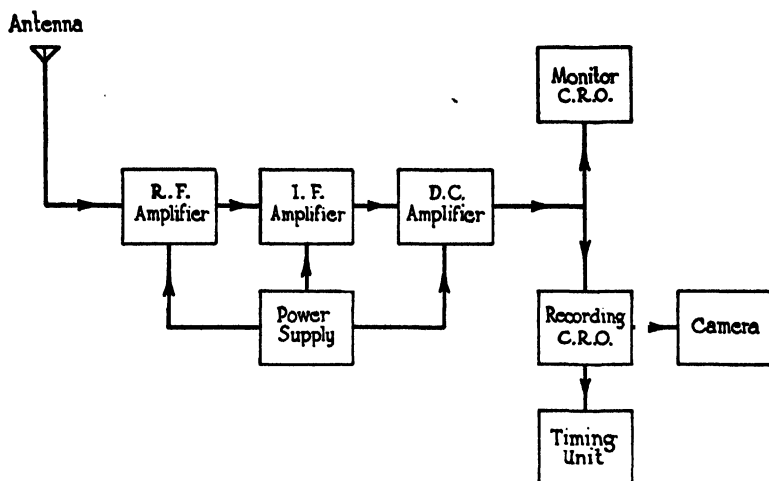 Antenna
Monitor
C.R.O.
R.F.
Amplifier
I.F.
Amplifier
D.C.
Amplifier
Power
Supply
Recording
C.R.O.
Camera
Timing
Unit